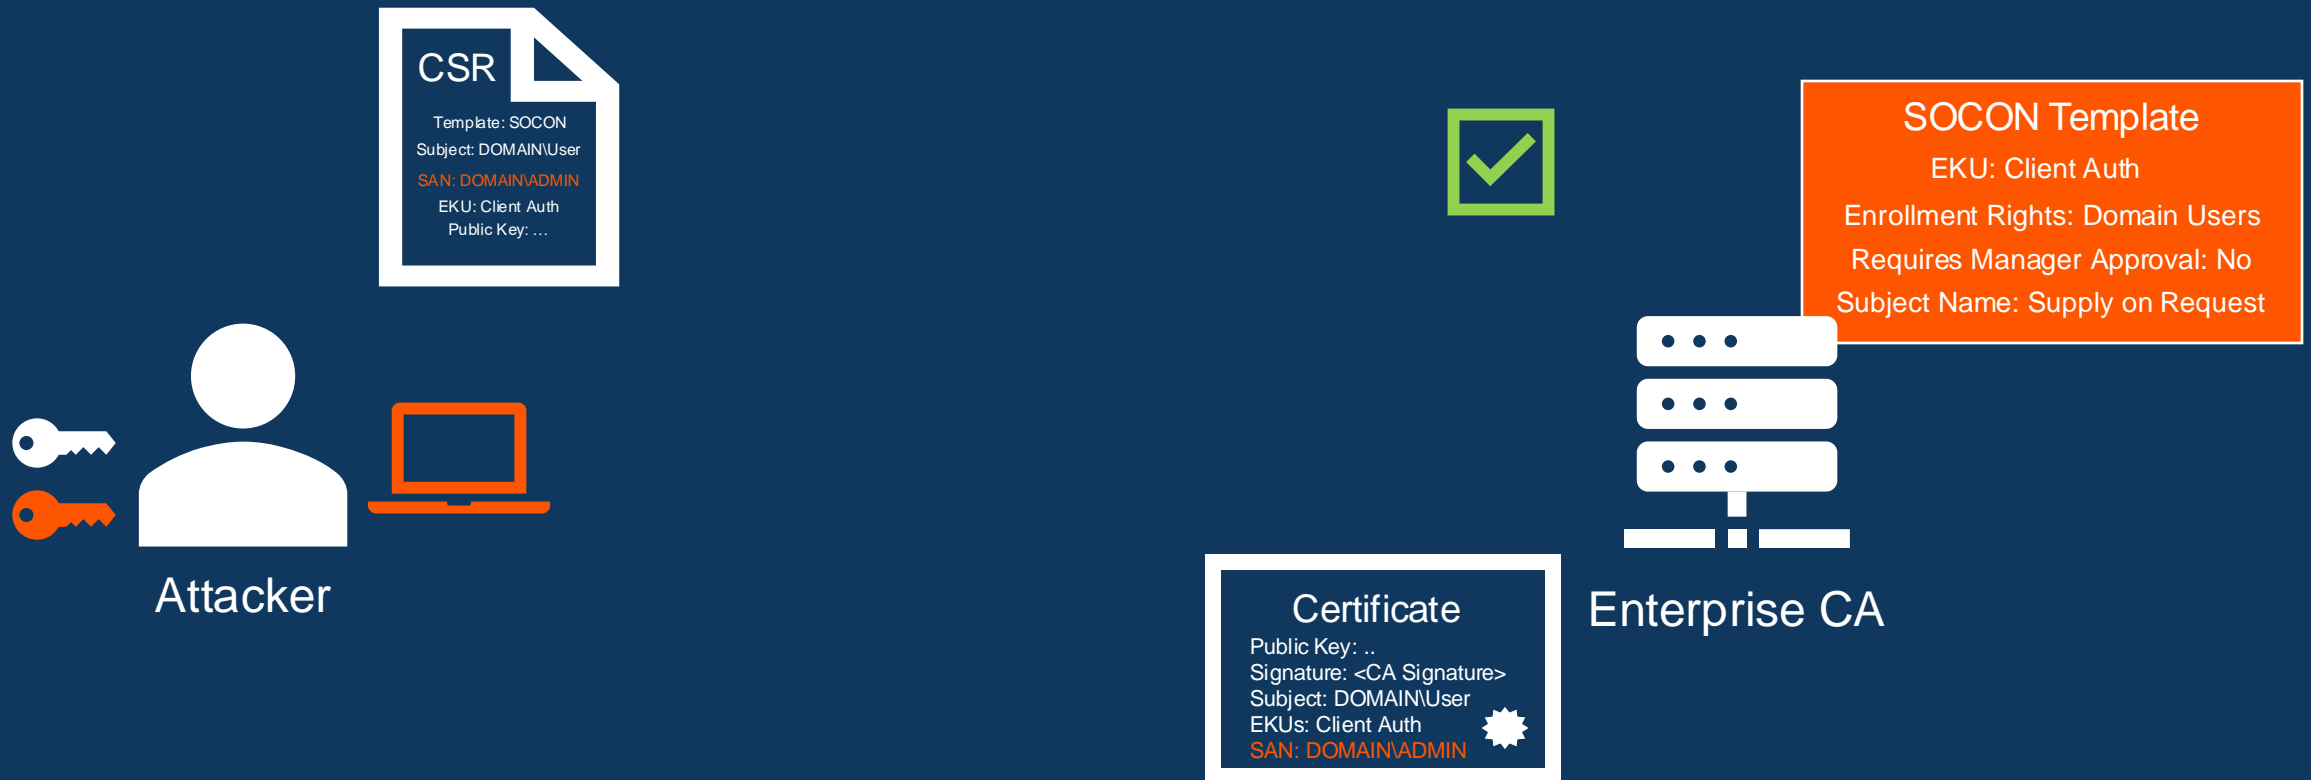 CSR
Template: SOCON
Subject: DOMAIN\User
SAN: DOMAIN\ADMIN
EKU: Client Auth
Public Key: ...
SOCON Template
EKU: Client Auth
Enrollment Rights: Domain Users
Requires Manager Approval: No
Subject Name: Supply on Request
Attacker
Enterprise CA
Certificate
Public Key: ..
Signature: <CA Signature>
Subject: DOMAIN\User
EKUs: Client Auth
SAN: DOMAIN\ADMIN